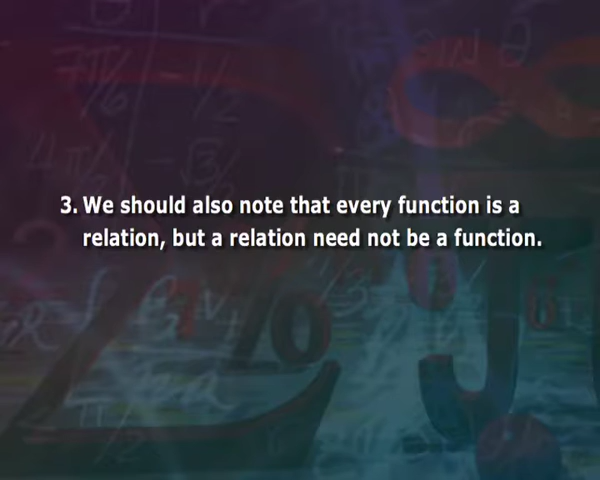 3. We should also note that every function is a
relation, but a relation need not be a function.